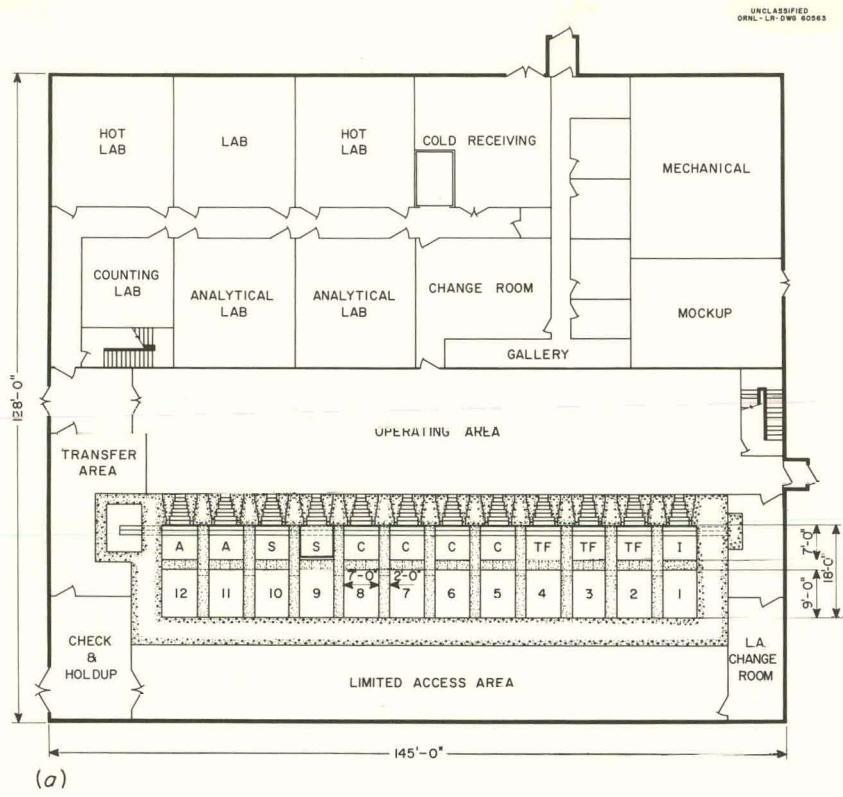 UNCLASSIFIED
ORNL-LR-DWG 60563
HOT
LAB
LAB
HOT
LAB
COLD RECEIVING
MECHANICAL
COUNTING
LAB
ANALYTICAL
LAB
ANALYTICAL
LAB
CHANGE ROOM
MOCKUP
GALLERY
128'-0"
OPERATING AREA
TRANSFER
AREA
A A S S C C C C TF TF TF I
7'-0"
18'-0"
7'-0" 2'-0"
9'-0"
12 11 10 9 8 7 6 5 4 3 2 1
CHECK
&
HOLDUP
L.A.
CHANGE
ROOM
LIMITED ACCESS AREA
145'-0"
(a)